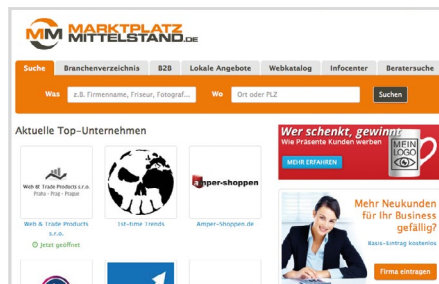 MM MARKTPLATZ
MITTELSTAND.DE
Suche Branchenverzeichnis B2B Lokale Angebote Webkatalog Infocenter Beratersuche
Was z.B. Firmenname, Friseur, Fotograf... Wo Ort oder PLZ Suchen
Aktuelle Top-Unternehmen
Web & Trade Products s.r.o.
Praha - Prag - Prague
Amper-shoppen
Web & Trade Products s.r.o.
Jetzt geöffnet
1st-time Trends
Amper-Shoppen.de
Wer schenkt, gewinnt
Wie Präsente Kunden werben
MEHR ERFAHREN
MEIN
LOGO
Mehr Neukunden
für Ihr Business
gefällig?
Basis-Eintrag kostenlos
Firma eintragen